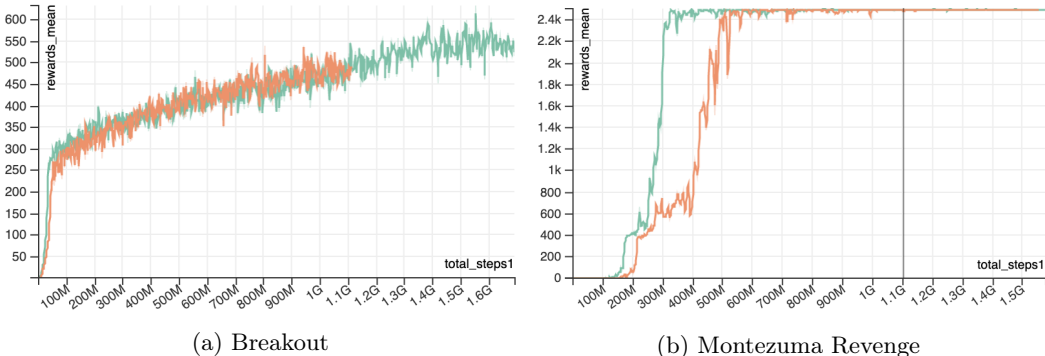 rewards_mean
600
550
500
450
400
350
300
250
200
150
100
50
total_steps1
100M
200M
300M
400M
500M
600M
700M
800M
900M
1G
1.1G
1.2G
1.3G
1.4G
1.5G
1.6G
(a) Breakout
rewards_mean
2.4k
2.2k
2k
1.8k
1.6k
1.4k
1.2k
1k
800
600
400
200
0
total_steps1
100M
200M
300M
400M
500M
600M
700M
800M
900M
1G
1.1G
1.2G
1.3G
1.4G
1.5G
(b) Montezuma Revenge